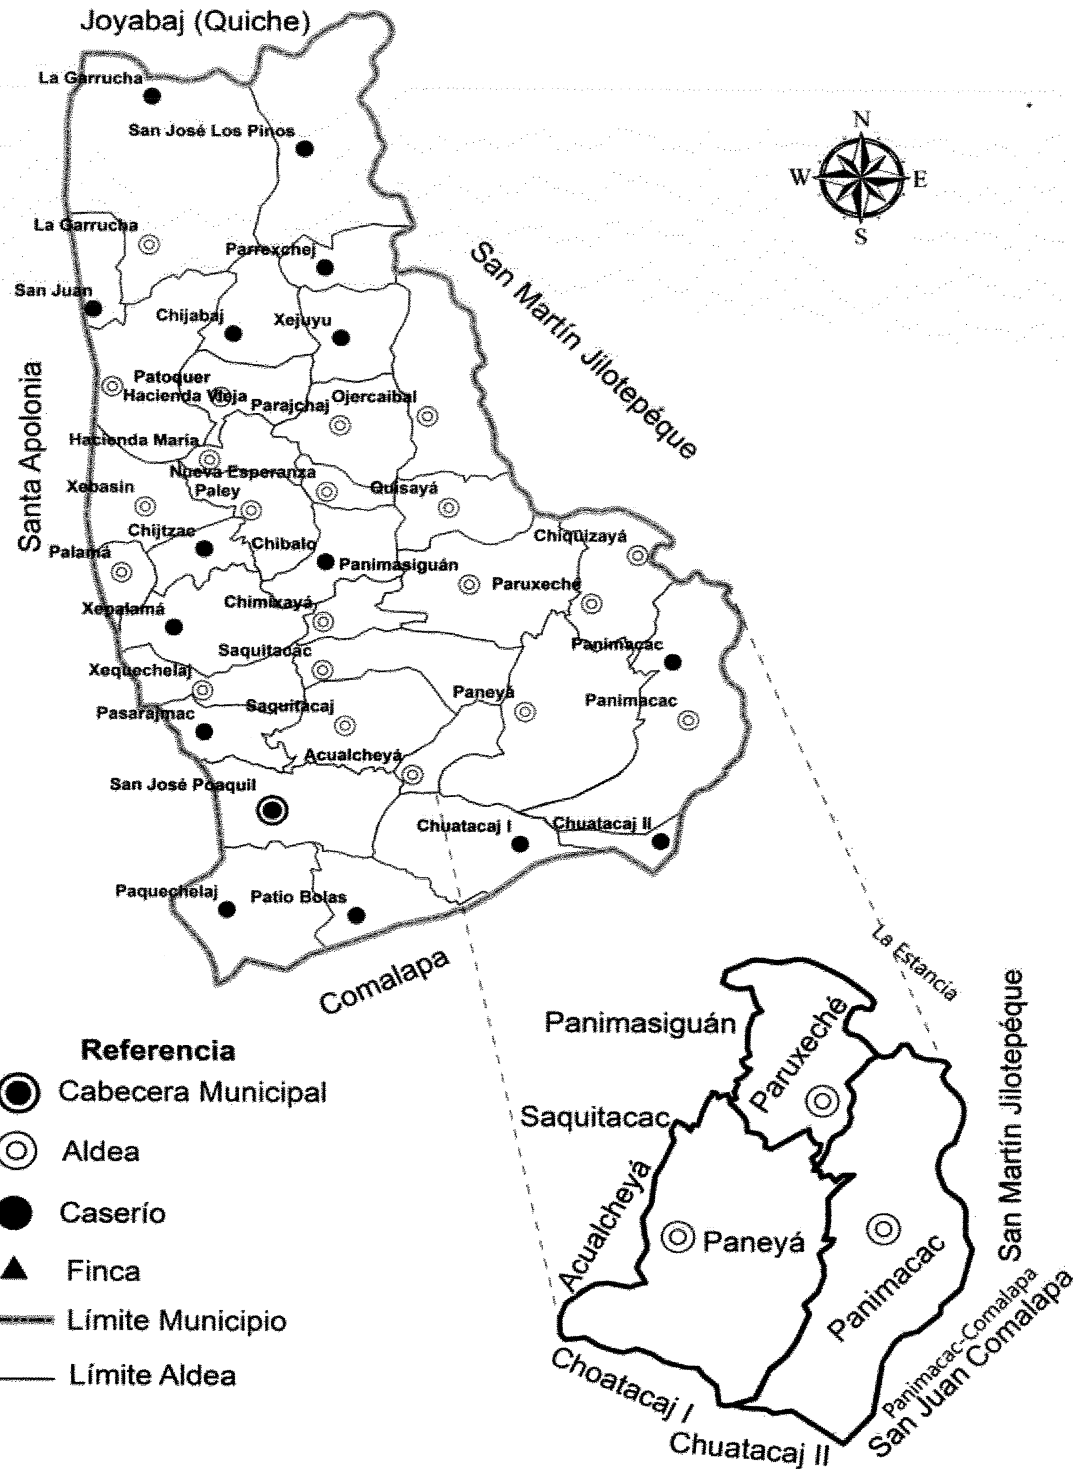 Joyabaj (Quiche)
La Garrucha
San José Los Pinos
N
W
E
S
La Garrucha
Parrexchej
San Martín Jilotepéque
San Juan
Chijabaj
Xejuyu
Santa Apolonia
Patoquer
Hacienda Vieja
Parajchaj
Ojercaibal
Hacienda María
Nueva Esperanza
Xebasin
Paley
Quisayá
Chijtzae
Chibalo
Chiquizayá
Palamá
Panimasiguán
Paruxeché
Xepalamá
Chimixayá
Saquitacac
Panimacac
Xequechelaj
Paneyá
Panimacac
Pasarajmac
Saquitacaj
Acualcheyá
San José Poaquil
Chuatacaj I
Chuatacaj II
Paquechelaj
Patio Bolas
Comalapa
La Estancia
Panimasiguán
Paruxeché
San Martín Jilotepéque
Saquitacac
Acualcheyá
Paneyá
Panimacac
Panimacac-Comalapa
San Juan Comalapa
Choatacaj I
Chuatacaj II
Referencia
Cabecera Municipal
Aldea
Caserío
Finca
Límite Municipio
Límite Aldea